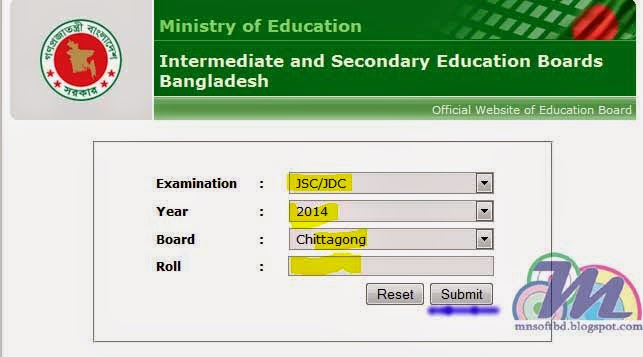 গণপ্রজাতন্ত্রী বাংলাদেশ
সরকার
Ministry of Education
Intermediate and Secondary Education Boards
Bangladesh
Official Website of Education Board
Examination : JSC/JDC
Year : 2014
Board : Chittagong
Roll :
Reset Submit
M
mnsoftbd.blogspot.com